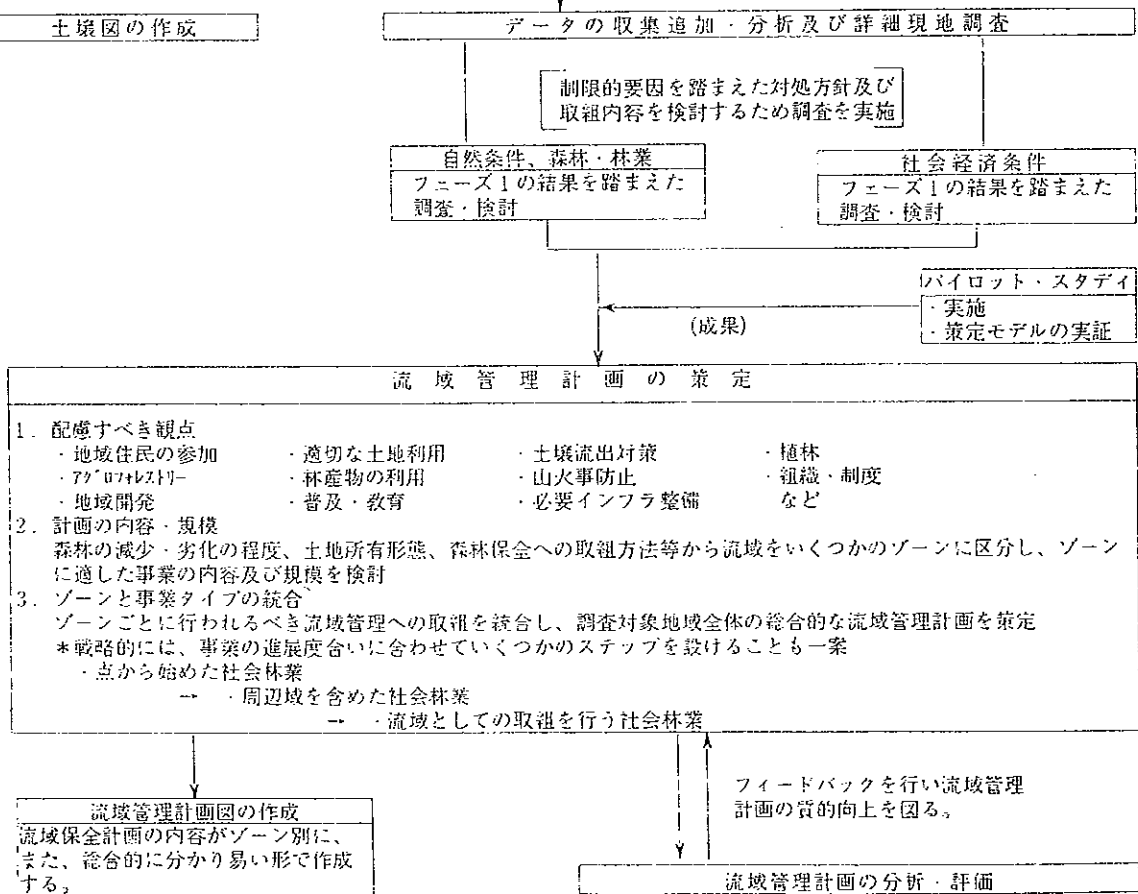 土壌図の作成
データの収集追加・分析及び詳細現地調査
制限的要因を踏まえた対処方針及び
取組内容を検討するため調査を実施
自然条件、森林・林業
フェーズ1の結果を踏まえた
調査・検討
社会経済条件
フェーズ1の結果を踏まえた
調査・検討
パイロット・スタディ
・実施
・策定モデルの実証
(成果)
流域管理計画の策定
1. 配慮すべき観点
・地域住民の参加 ・適切な土地利用 ・土壌流出対策 ・植林
・アグロフォレストリー ・林産物の利用 ・山火事防止 ・組織・制度
・地域開発 ・普及・教育 ・必要インフラ整備 など
2. 計画の内容・規模
森林の減少・劣化の程度、土地所有形態、森林保全への取組方法等から流域をいくつかのゾーンに区分し、ゾーン
に適した事業の内容及び規模を検討
3. ゾーンと事業タイプの統合
ゾーンごとに行われるべき流域管理への取組を統合し、調査対象地域全体の総合的な流域管理計画を策定
*戦略的には、事業の進展度合いに合わせていくつかのステップを設けることも一案
・点から始めた社会林業
→ ・周辺域を含めた社会林業
→ ・流域としての取組を行う社会林業
フィードバックを行い流域管理
計画の質的向上を図る。
流域管理計画図の作成
流域保全計画の内容がゾーン別に、
また、総合的に分かり易い形で作成
する。
流域管理計画の分析・評価